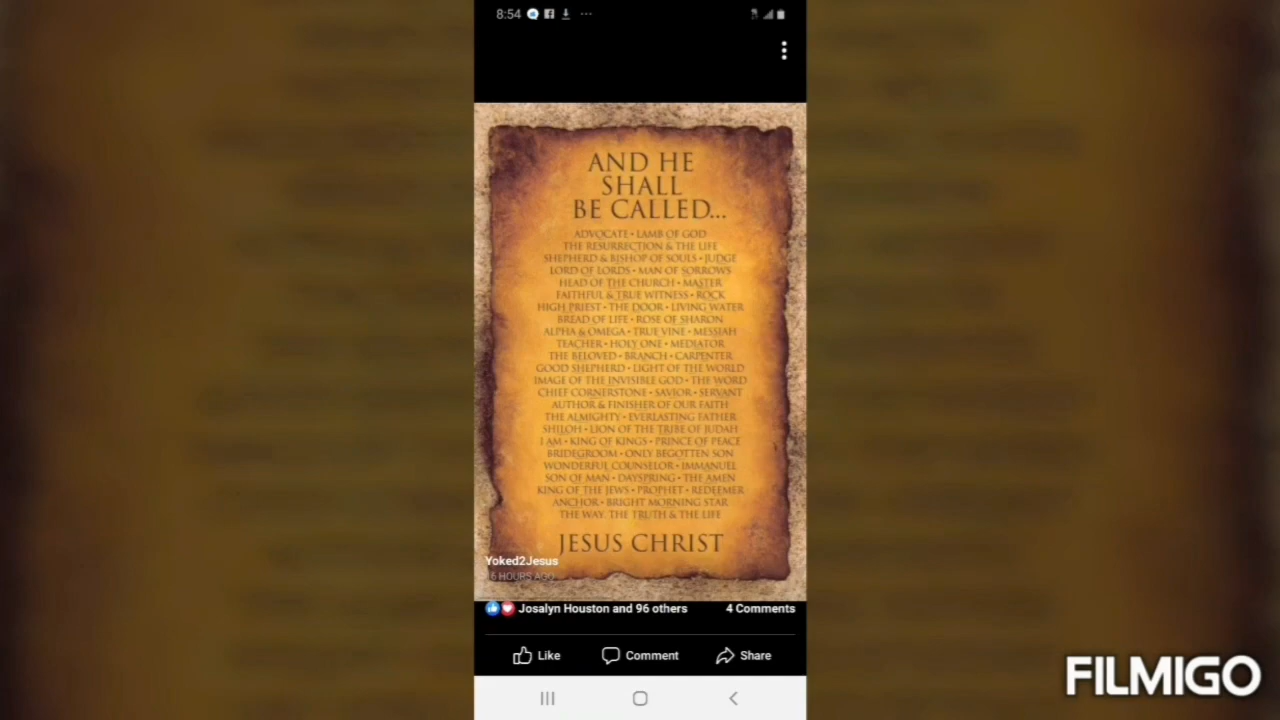 8:54
AND HE
SHALL
BE CALLED...
ADVOCATE • LAMB OF GOD
THE RESURRECTION & THE LIFE
SHEPHERD & BISHOP OF SOULS • JUDGE
LORD OF LORDS • MAN OF SORROWS
HEAD OF THE CHURCH • MASTER
FAITHFUL & TRUE WITNESS • ROCK
HIGH PRIEST • THE DOOR • LIVING WATER
BREAD OF LIFE • ROSE OF SHARON
ALPHA & OMEGA • TRUE VINE • MESSIAH
TEACHER • HOLY ONE • MEDIATOR
THE BELOVED • BRANCH • CARPENTER
GOOD SHEPHERD • LIGHT OF THE WORLD
IMAGE OF THE INVISIBLE GOD • THE WORD
CHIEF CORNERSTONE • SAVIOR • SERVANT
AUTHOR & FINISHER OF OUR FAITH
THE ALMIGHTY • EVERLASTING FATHER
SHILOH • LION OF THE TRIBE OF JUDAH
I AM • KING OF KINGS • PRINCE OF PEACE
BRIDEGROOM • ONLY BEGOTTEN SON
WONDERFUL COUNSELOR • IMMANUEL
SON OF MAN • DAYSPRING • THE AMEN
KING OF THE JEWS • PROPHET • REDEEMER
ANCHOR • BRIGHT MORNING STAR
THE WAY, THE TRUTH & THE LIFE
JESUS CHRIST
Yoked2Jesus
HOURS AGO
Josalyn Houston and 96 others 4 Comments
Like Comment Share
FILMIGO